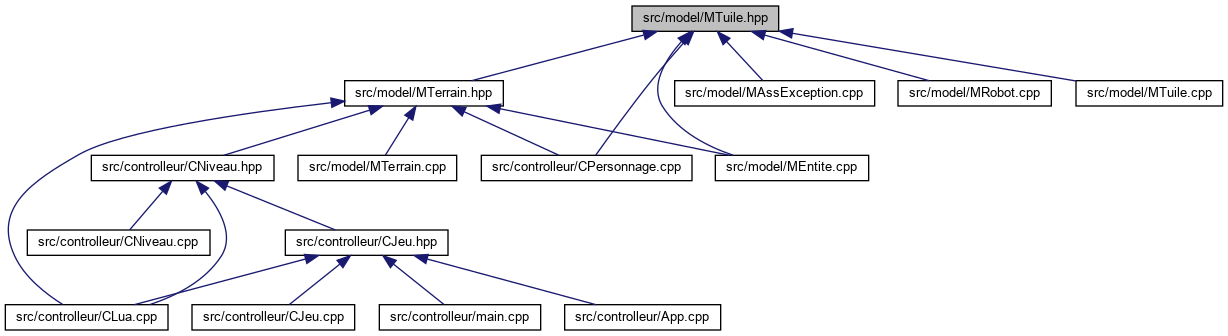 src/model/MTuile.hpp
src/model/MTerrain.hpp
src/model/MAssException.cpp
src/model/MRobot.cpp
src/model/MTuile.cpp
src/controlleur/CNiveau.hpp
src/model/MTerrain.cpp
src/controlleur/CPersonnage.cpp
src/model/MEntite.cpp
src/controlleur/CNiveau.cpp
src/controlleur/CJeu.hpp
src/controlleur/CLua.cpp
src/controlleur/CJeu.cpp
src/controlleur/main.cpp
src/controlleur/App.cpp